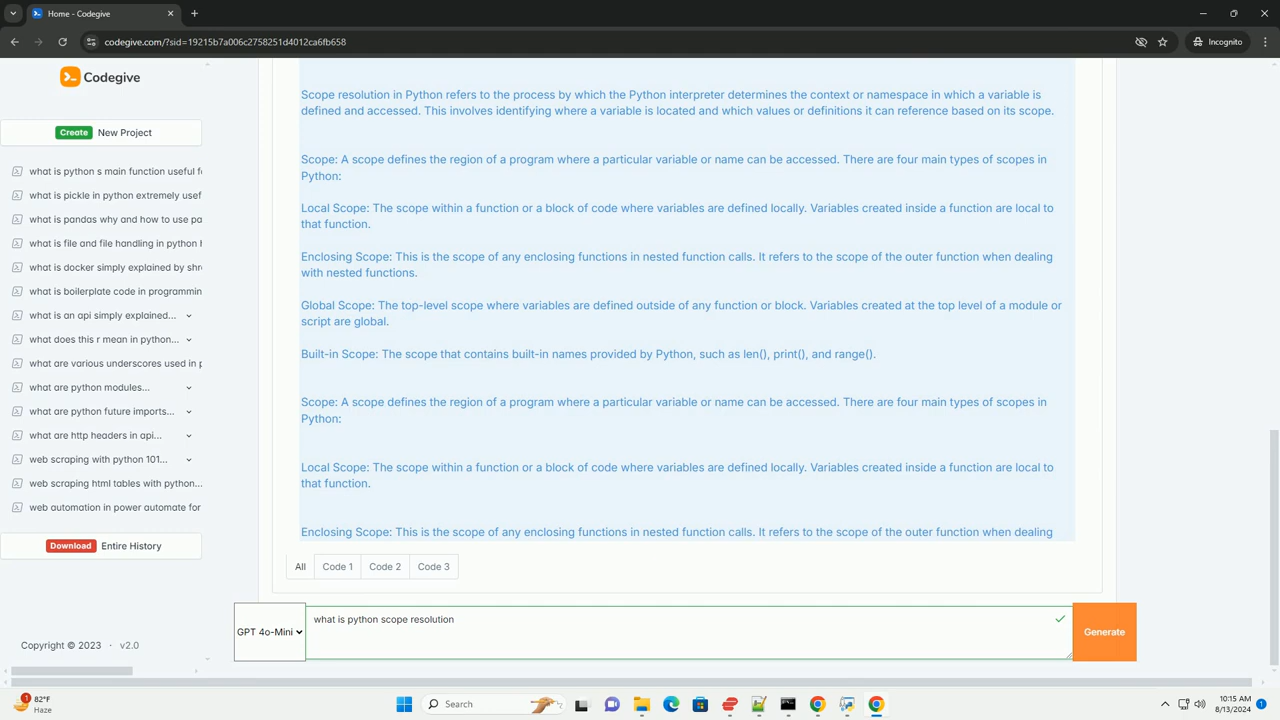 Home - Codegive
codegive.com/?sid=19215b7a006c2758251d4012ca6fb658
Incognito
Codegive
Create New Project
what is python s main function useful f
what is pickle in python extremely usef
what is pandas why and how to use pa
what is file and file handling in python h
what is docker simply explained by shr
what is boilerplate code in programmin
what is an api simply explained...
what does this r mean in python...
what are various underscores used in p
what are python modules...
what are python future imports...
what are http headers in api...
web scraping with python 101...
web scraping html tables with python...
web automation in power automate for
Download Entire History
Copyright © 2023 · v2.0
Scope resolution in Python refers to the process by which the Python interpreter determines the context or namespace in which a variable is
defined and accessed. This involves identifying where a variable is located and which values or definitions it can reference based on its scope.
Scope: A scope defines the region of a program where a particular variable or name can be accessed. There are four main types of scopes in
Python:
Local Scope: The scope within a function or a block of code where variables are defined locally. Variables created inside a function are local to
that function.
Enclosing Scope: This is the scope of any enclosing functions in nested function calls. It refers to the scope of the outer function when dealing
with nested functions.
Global Scope: The top-level scope where variables are defined outside of any function or block. Variables created at the top level of a module or
script are global.
Built-in Scope: The scope that contains built-in names provided by Python, such as len(), print(), and range().
Scope: A scope defines the region of a program where a particular variable or name can be accessed. There are four main types of scopes in
Python:
Local Scope: The scope within a function or a block of code where variables are defined locally. Variables created inside a function are local to
that function.
Enclosing Scope: This is the scope of any enclosing functions in nested function calls. It refers to the scope of the outer function when dealing
All Code 1 Code 2 Code 3
GPT 4o-Mini
what is python scope resolution
Generate
1
82°F
Haze
Search
10:15 AM
8/13/2024
1